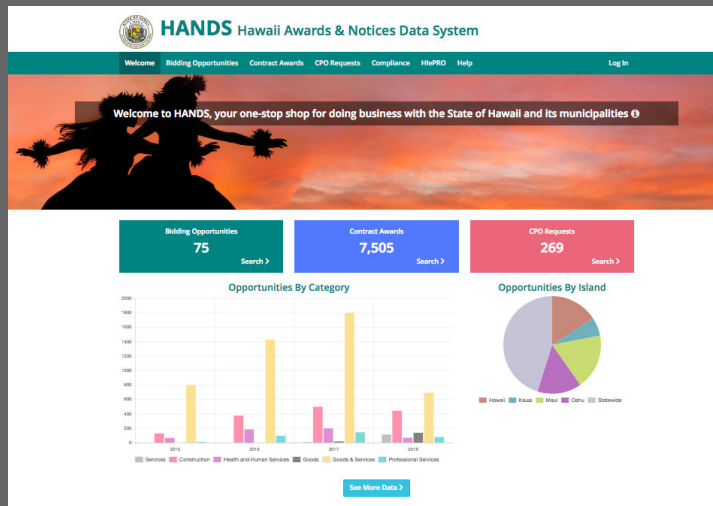 HANDS Hawaii Awards & Notices Data System
Welcome Bidding Opportunities Contract Awards CPO Requests Compliance HIePRO Help Log In
Welcome to HANDS, your one-stop shop for doing business with the State of Hawaii and its municipalities
Bidding Opportunities
75
Search >
Contract Awards
7,505
Search >
CPO Requests
269
Search >
Opportunities By Category
2000
1800
1600
1400
1200
1000
800
600
400
200
0
2015 2016 2017 2018
Services Construction Health and Human Services Goods Goods & Services Professional Services
Opportunities By Island
Hawaii Kauai Maui Oahu Statewide
See More Data >